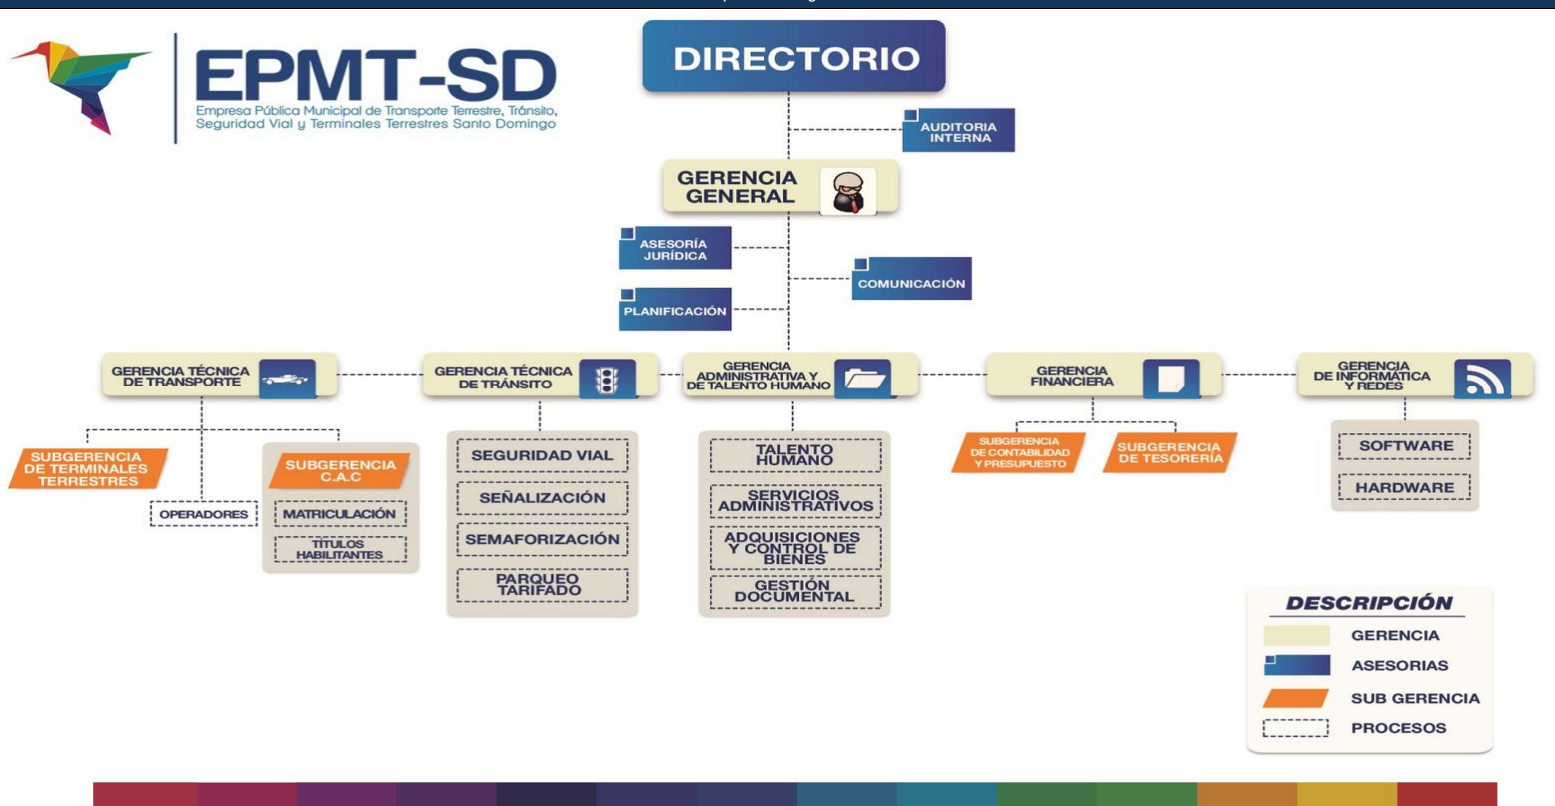 EPMT-SD
Empresa Pública Municipal de Transporte Terrestre, Tránsito,
Seguridad Vial y Terminales Terrestres Santo Domingo
DIRECTORIO
AUDITORIA
INTERNA
GERENCIA
GENERAL
ASESORÍA
JURÍDICA
COMUNICACIÓN
PLANIFICACIÓN
GERENCIA TÉCNICA
DE TRANSPORTE
GERENCIA TÉCNICA
DE TRÁNSITO
GERENCIA
ADMINISTRATIVA Y
DE TALENTO HUMANO
GERENCIA
FINANCIERA
GERENCIA
DE INFORMÁTICA
Y REDES
SUBGERENCIA
DE TERMINALES
TERRESTRES
OPERADORES
SUBGERENCIA
C.A.C
MATRICULACIÓN
TÍTULOS
HABILITANTES
SEGURIDAD VIAL
SEÑALIZACIÓN
SEMAFORIZACIÓN
PARQUEO
TARIFADO
TALENTO
HUMANO
SERVICIOS
ADMINISTRATIVOS
ADQUISICIONES
Y CONTROL DE
BIENES
GESTIÓN
DOCUMENTAL
SUBGERENCIA
DE CONTABILIDAD
Y PRESUPUESTO
SUBGERENCIA
DE TESORERÍA
SOFTWARE
HARDWARE
DESCRIPCIÓN
GERENCIA
ASESORIAS
SUB GERENCIA
PROCESOS